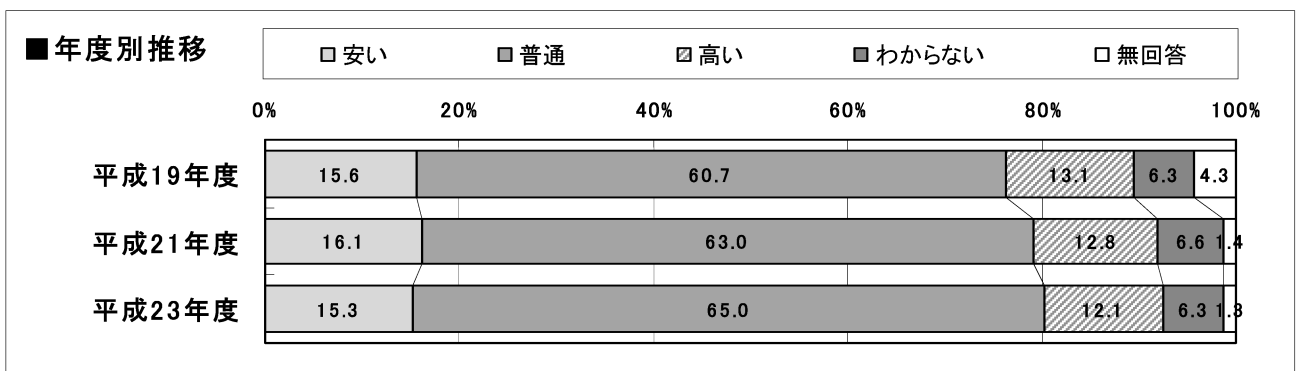 ■年度別推移
安い 普通 高い わからない 無回答
0% 20% 40% 60% 80% 100%
平成19年度 15.6 60.7 13.1 6.3 4.3
平成21年度 16.1 63.0 12.8 6.6 1.4
平成23年度 15.3 65.0 12.1 6.3 1.3